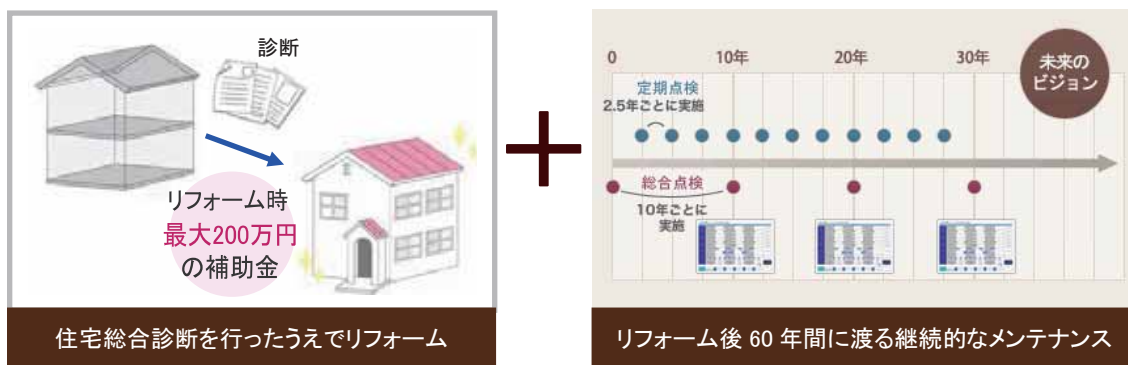 診断
リフォーム時
最大200万円
の補助金
住宅総合診断を行ったうえでリフォーム
0
10年
20年
30年
未来の
ビジョン
定期点検
2.5年ごとに実施
総合点検
10年ごとに
実施
リフォーム後 60 年間に渡る継続的なメンテナンス